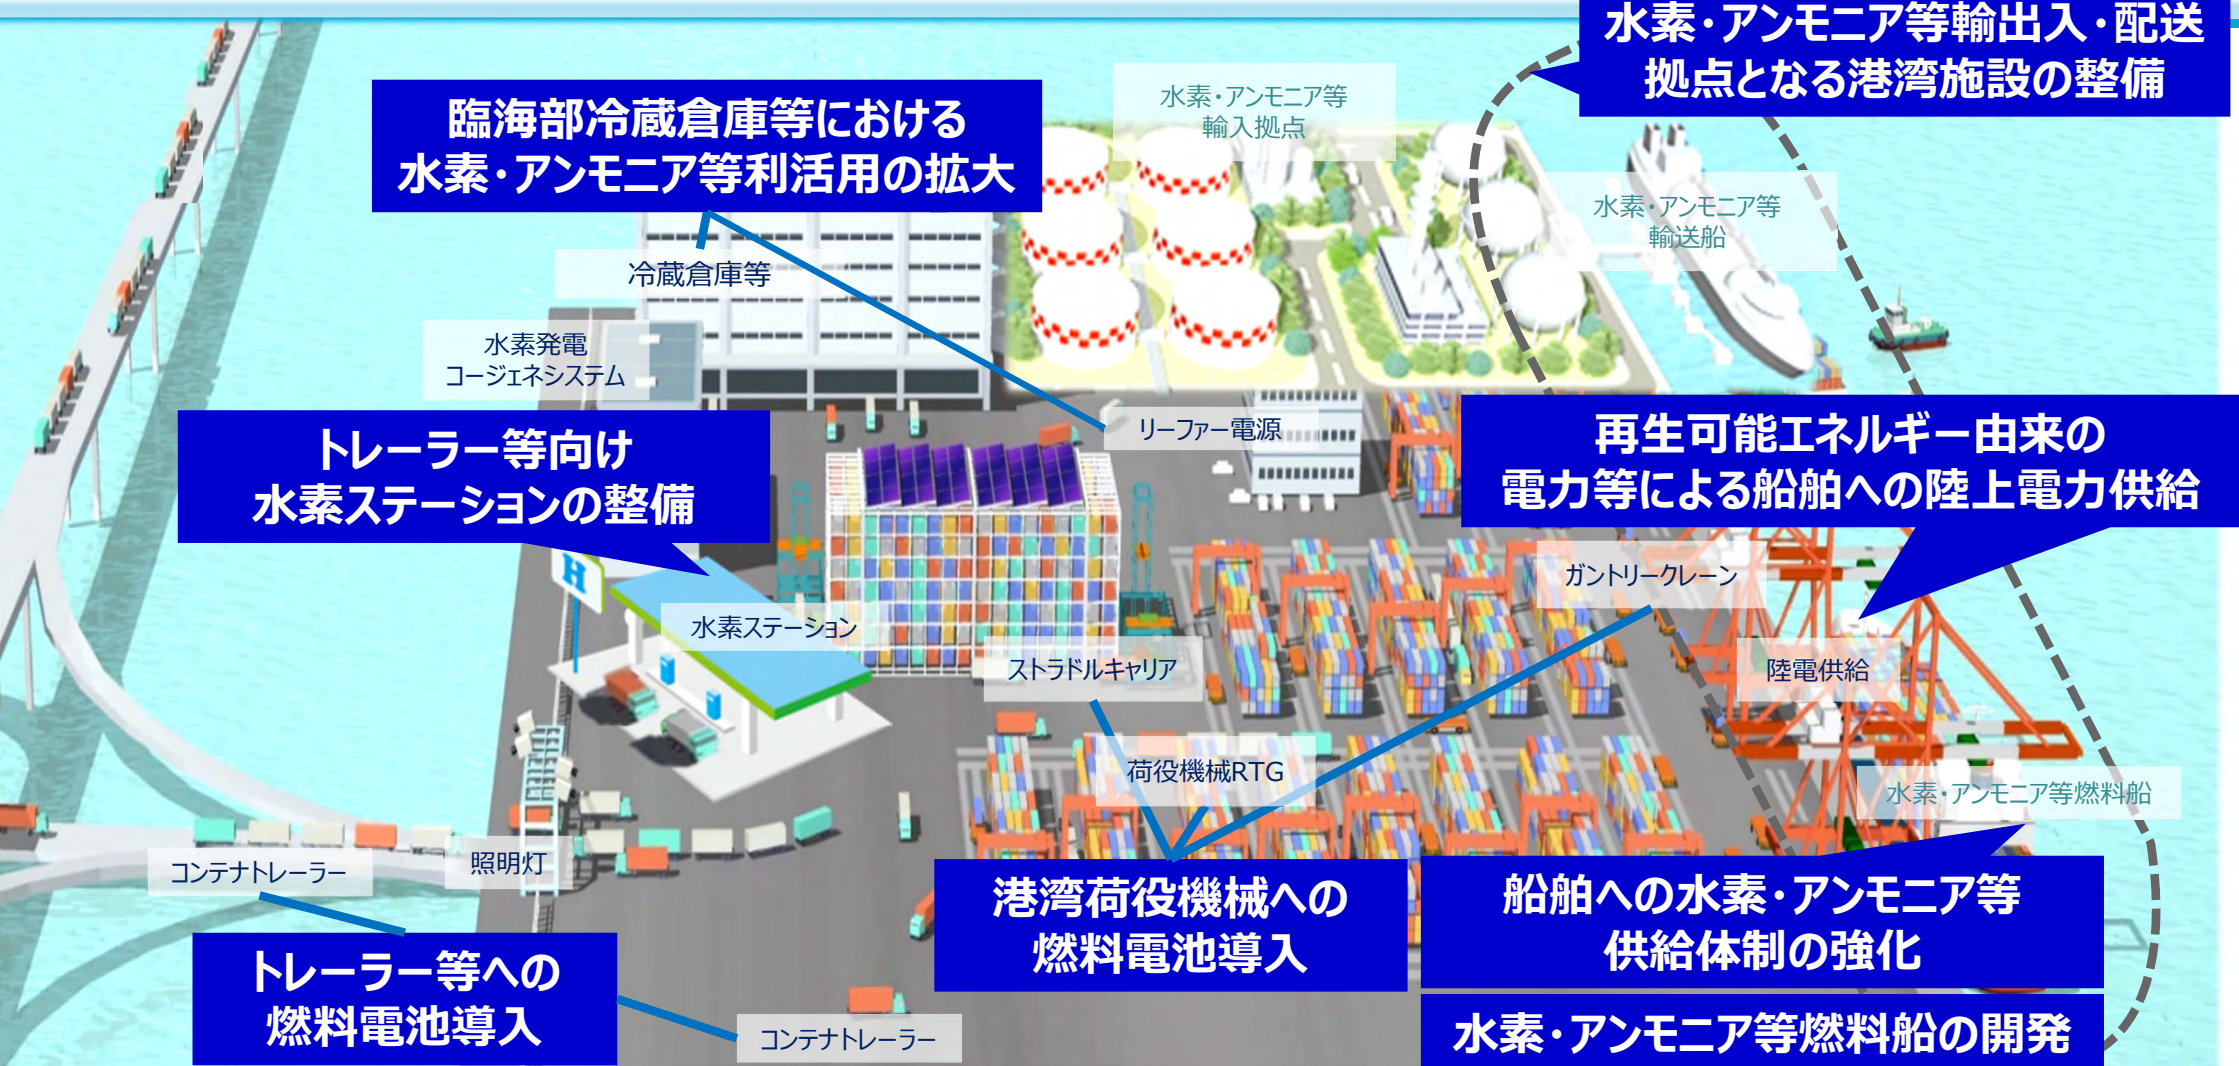 水素・アンモニア等輸出入・配送
拠点となる港湾施設の整備
臨海部冷蔵倉庫等における
水素・アンモニア等利活用の拡大
水素・アンモニア等
輸入拠点
水素・アンモニア等
輸送船
冷蔵倉庫等
水素発電
コージェネシステム
リーファー電源
トレーラー等向け
水素ステーションの整備
再生可能エネルギー由来の
電力等による船舶への陸上電力供給
H
水素ステーション
ガントリークレーン
ストラドルキャリア
陸電供給
荷役機械RTG
水素・アンモニア等燃料船
コンテナトレーラー
照明灯
港湾荷役機械への
燃料電池導入
船舶への水素・アンモニア等
供給体制の強化
トレーラー等への
燃料電池導入
コンテナトレーラー
水素・アンモニア等燃料船の開発